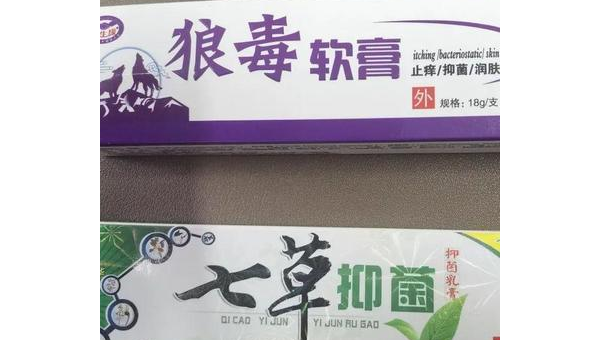 狼毒软膏
itching /bacteriostatic/ skin
止痒/抑菌/润肤
外
规格：18g/支
七草抑菌
抑菌乳膏
QI CAO YI JUN YI JUN RU GAO